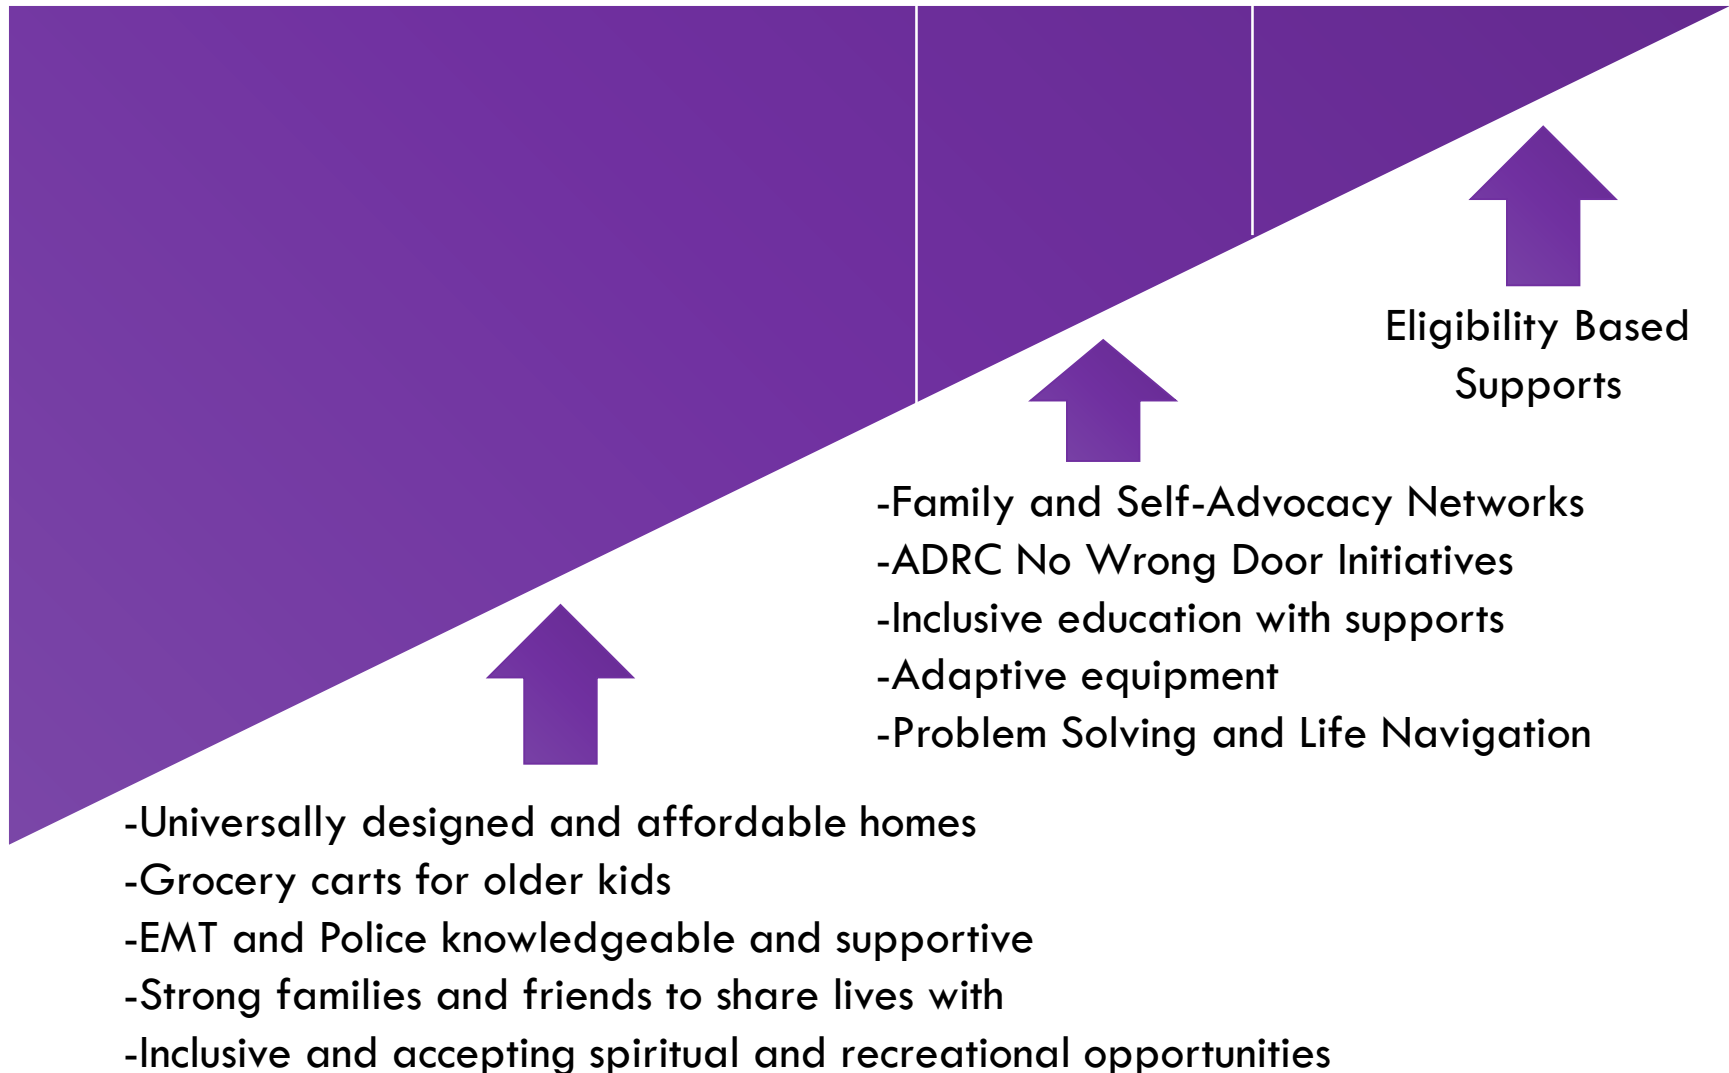 Eligibility Based
Supports
-Family and Self-Advocacy Networks
-ADRC No Wrong Door Initiatives
-Inclusive education with supports
-Adaptive equipment
-Problem Solving and Life Navigation
-Universally designed and affordable homes
-Grocery carts for older kids
-EMT and Police knowledgeable and supportive
-Strong families and friends to share lives with
-Inclusive and accepting spiritual and recreational opportunities